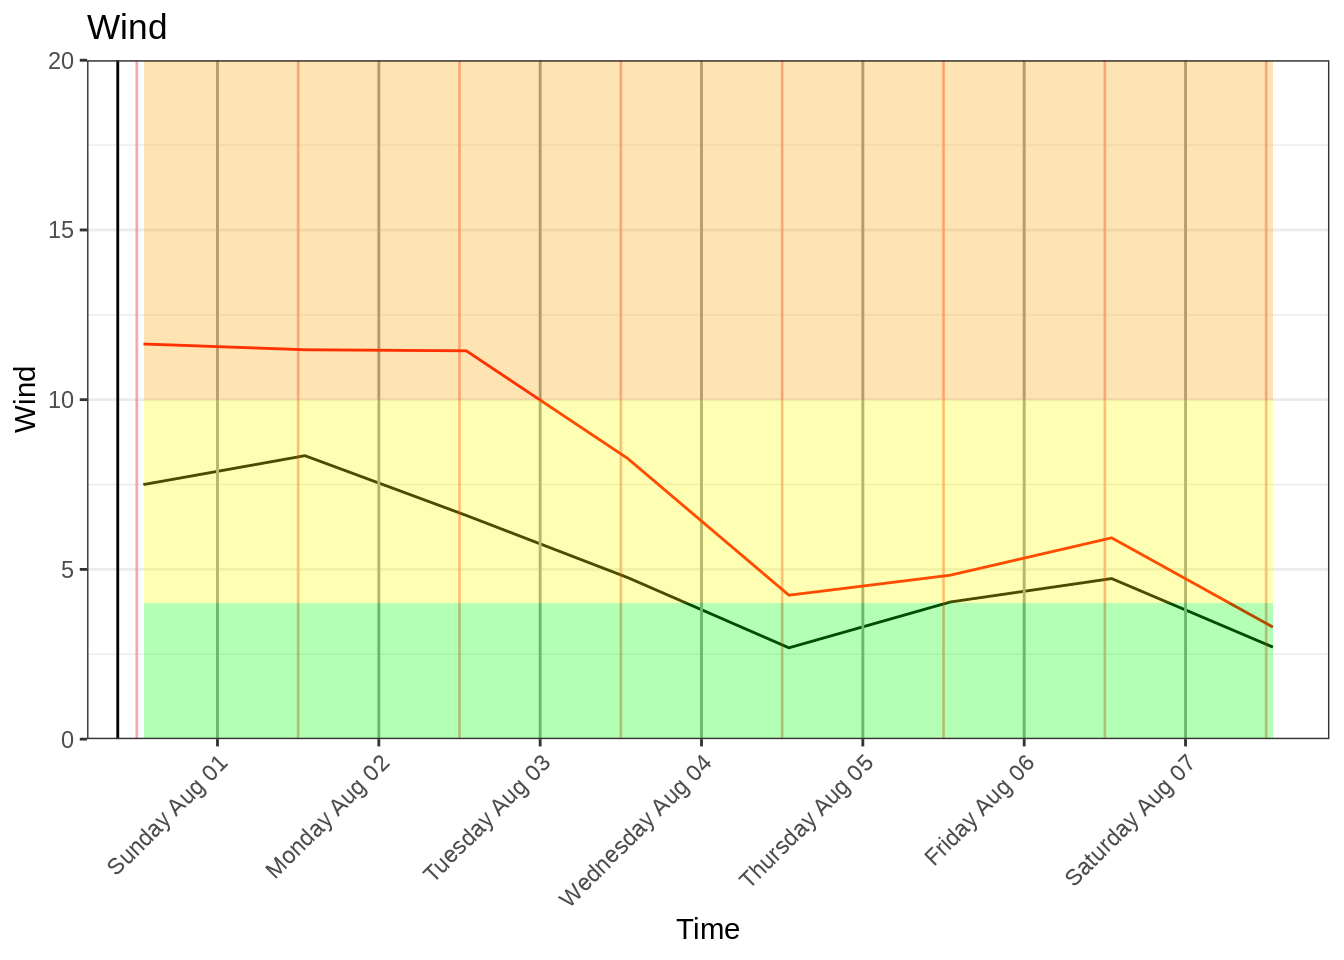 Wind
20
15
10
5
0
Wind
Sunday Aug 01
Monday Aug 02
Tuesday Aug 03
Wednesday Aug 04
Thursday Aug 05
Friday Aug 06
Saturday Aug 07
Time